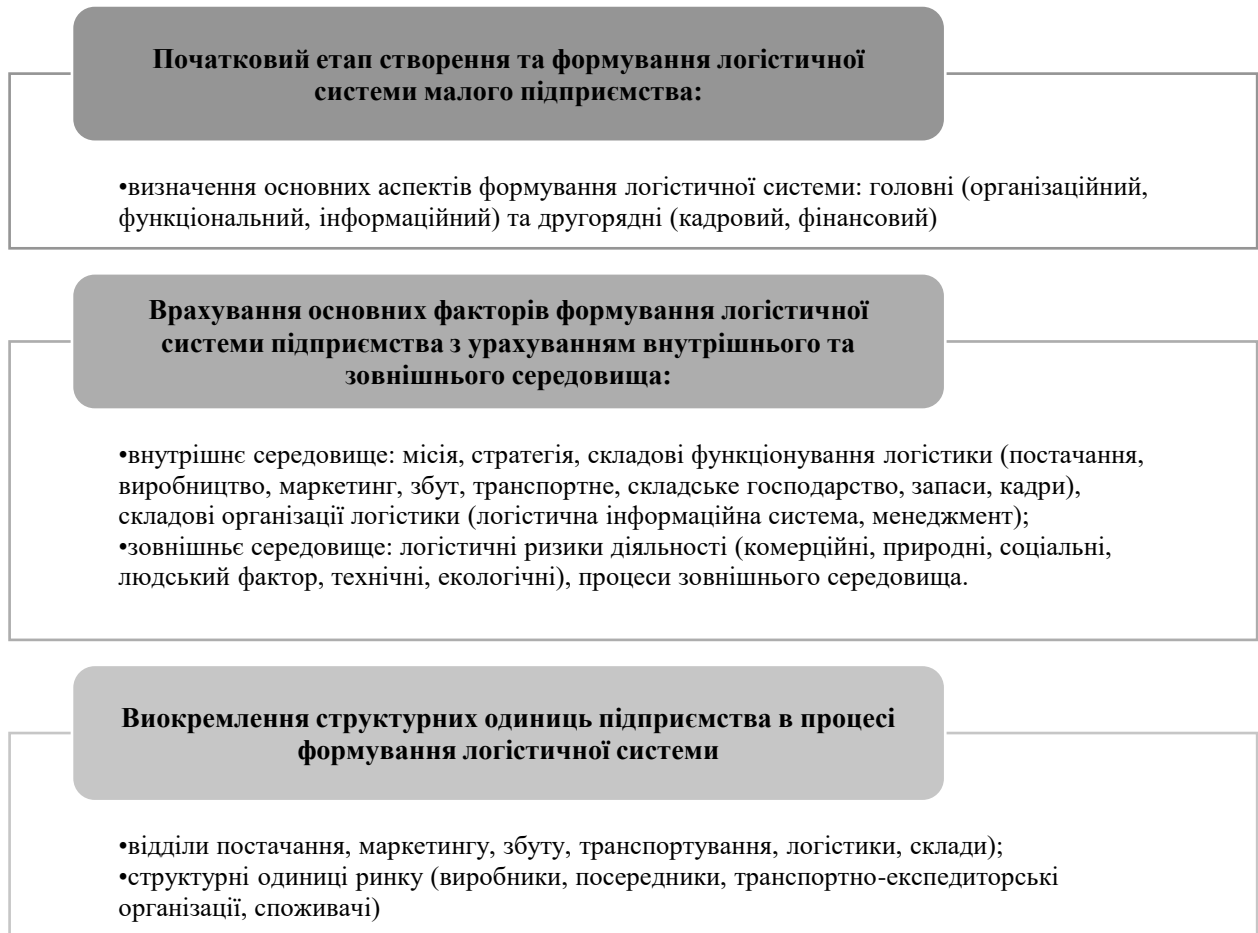 Початковий етап створення та формування логістичної
системи малого підприємства:
•визначення основних аспектів формування логістичної системи: головні (організаційний,
функціональний, інформаційний) та другорядні (кадровий, фінансовий)
Врахування основних факторів формування логістичної
системи підприємства з урахуванням внутрішнього та
зовнішнього середовища:
•внутрішнє середовище: місія, стратегія, складові функціонування логістики (постачання,
виробництво, маркетинг, збут, транспортне, складське господарство, запаси, кадри),
складові організації логістики (логістична інформаційна система, менеджмент);
•зовнішньє середовище: логістичні ризики діяльності (комерційні, природні, соціальні,
людський фактор, технічні, екологічні), процеси зовнішнього середовища.
Виокремлення структурних одиниць підприємства в процесі
формування логістичної системи
•відділи постачання, маркетингу, збуту, транспортування, логістики, склади);
•структурні одиниці ринку (виробники, посередники, транспортно-експедиторські
організації, споживачі)